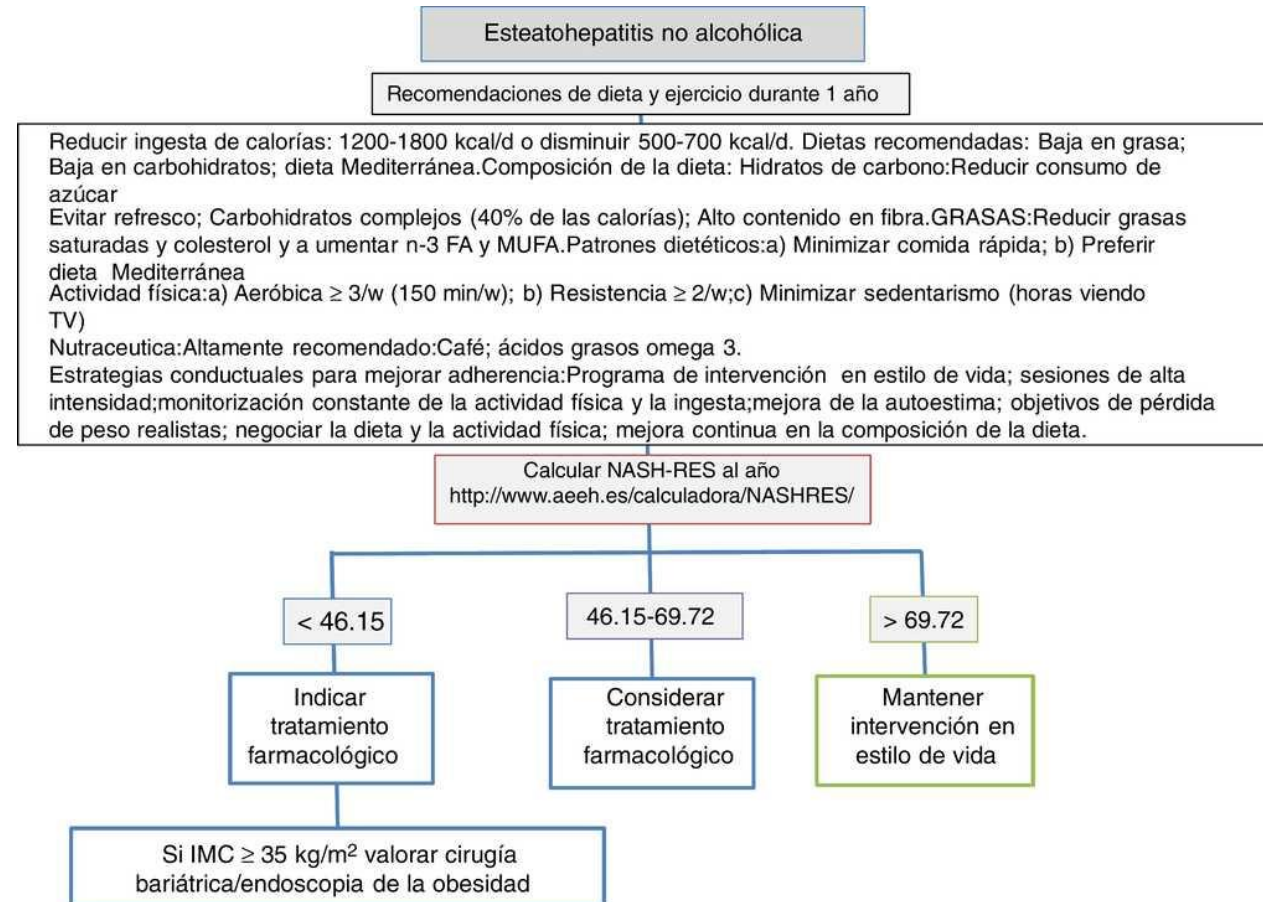 Esteatohepatitis no alcohólica
Recomendaciones de dieta y ejercicio durante 1 año
Reducir ingesta de calorías: 1200-1800 kcal/d o disminuir 500-700 kcal/d. Dietas recomendadas: Baja en grasa;
Baja en carbohidratos; dieta Mediterránea.Composición de la dieta: Hidratos de carbono:Reducir consumo de
azúcar
Evitar refresco; Carbohidratos complejos (40% de las calorías); Alto contenido en fibra.GRASAS:Reducir grasas
saturadas y colesterol y a umentar n-3 FA y MUFA.Patrones dietéticos:a) Minimizar comida rápida; b) Preferir
dieta Mediterránea
Actividad física:a) Aeróbica ≥ 3/w (150 min/w); b) Resistencia ≥ 2/w;c) Minimizar sedentarismo (horas viendo
TV)
Nutraceutica:Altamente recomendado:Café; ácidos grasos omega 3.
Estrategias conductuales para mejorar adherencia:Programa de intervención en estilo de vida; sesiones de alta
intensidad;monitorización constante de la actividad física y la ingesta;mejora de la autoestima; objetivos de pérdida
de peso realistas; negociar la dieta y la actividad física; mejora continua en la composición de la dieta.
Calcular NASH-RES al año
http://www.aeeh.es/calculadora/NASHRES/
< 46.15
46.15-69.72
> 69.72
Indicar
tratamiento
farmacológico
Considerar
tratamiento
farmacológico
Mantener
intervención en
estilo de vida
Si IMC ≥ 35 kg/m² valorar cirugía
bariátrica/endoscopia de la obesidad